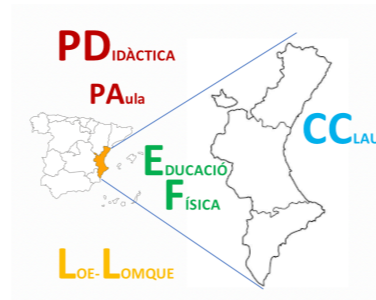 PDIDÀCTICA
PAula
CCLAU
EDUCACIÓ
FÍSICA
LOE-LOMQUE